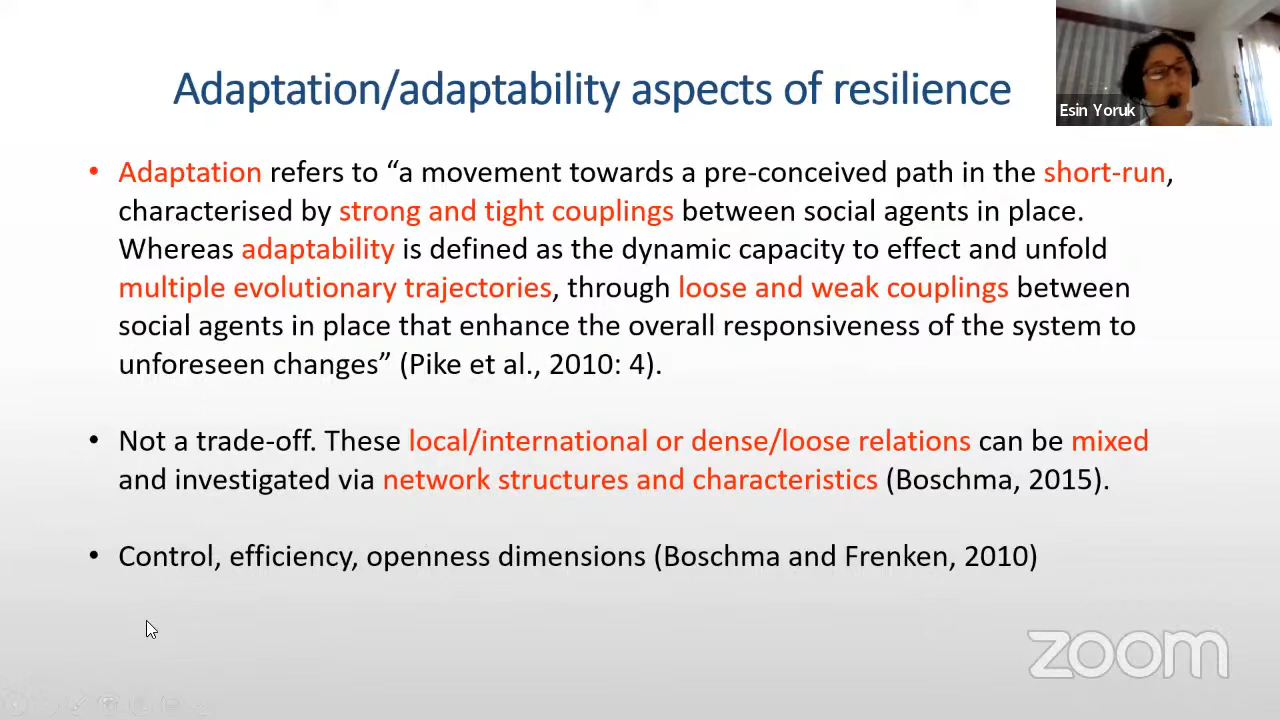 Adaptation/adaptability aspects of resilience
Esin Yoruk
• Adaptation refers to “a movement towards a pre-conceived path in the short-run,
characterised by strong and tight couplings between social agents in place.
Whereas adaptability is defined as the dynamic capacity to effect and unfold
multiple evolutionary trajectories, through loose and weak couplings between
social agents in place that enhance the overall responsiveness of the system to
unforeseen changes” (Pike et al., 2010: 4).
• Not a trade-off. These local/international or dense/loose relations can be mixed
and investigated via network structures and characteristics (Boschma, 2015).
• Control, efficiency, openness dimensions (Boschma and Frenken, 2010)
zoom